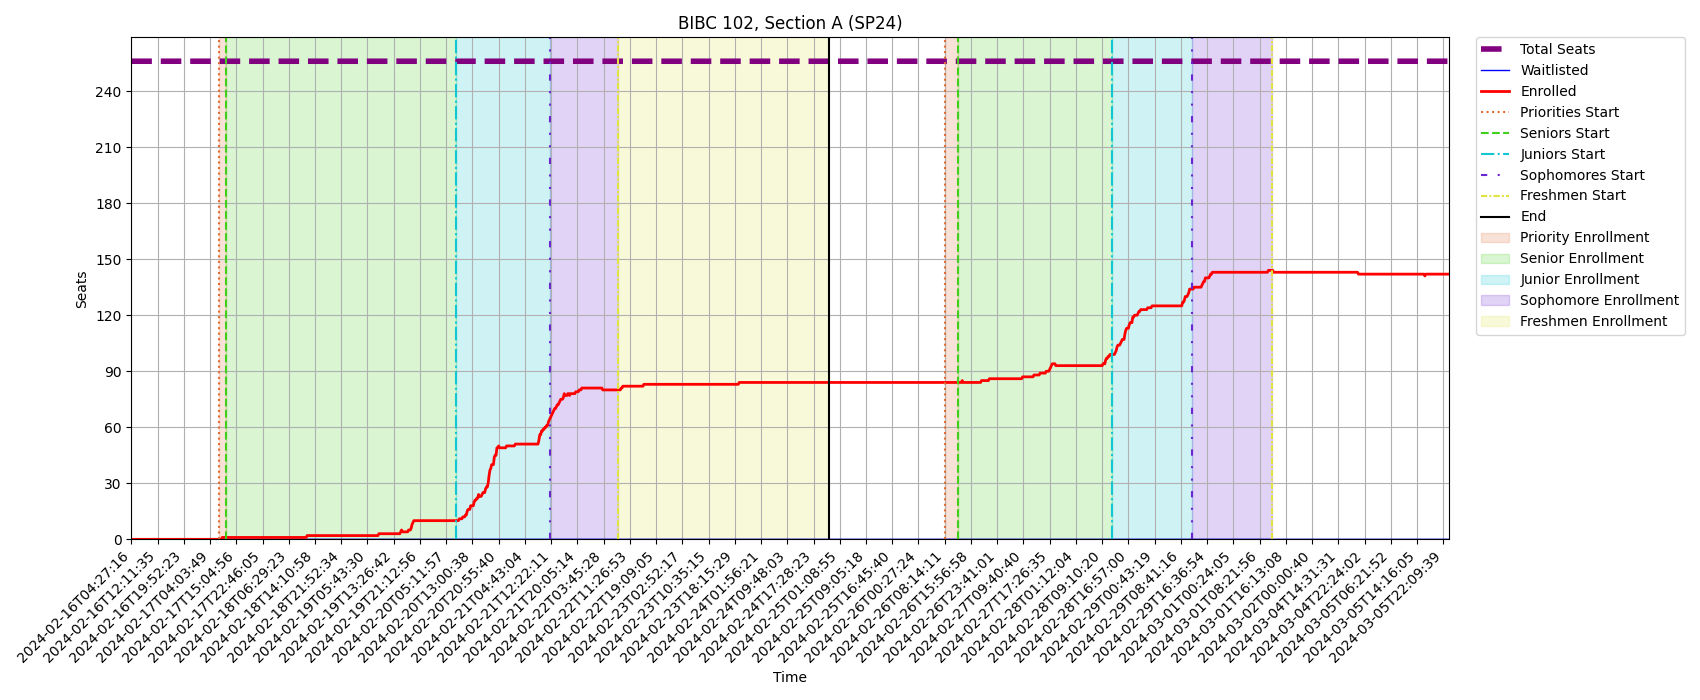 BIBC 102, Section A (SP24)
Total Seats
Waitlisted
Enrolled
Priorities Start
Seniors Start
Juniors Start
Sophomores Start
Freshmen Start
End
Priority Enrollment
Senior Enrollment
Junior Enrollment
Sophomore Enrollment
Freshmen Enrollment
Seats
240
210
180
150
120
90
60
30
0
2024-02-16T04:27:16
2024-02-16T12:11:35
2024-02-16T19:52:23
2024-02-17T04:03:49
2024-02-17T15:04:56
2024-02-17T22:46:05
2024-02-18T06:29:23
2024-02-18T14:10:58
2024-02-18T21:52:34
2024-02-19T05:43:30
2024-02-19T13:26:42
2024-02-19T21:12:56
2024-02-20T05:11:57
2024-02-20T13:00:38
2024-02-20T20:55:40
2024-02-21T04:43:04
2024-02-21T12:22:11
2024-02-21T20:05:14
2024-02-22T03:45:28
2024-02-22T11:26:53
2024-02-22T19:09:05
2024-02-23T02:52:17
2024-02-23T10:35:15
2024-02-23T18:15:29
2024-02-24T01:56:21
2024-02-24T09:48:03
2024-02-24T17:28:23
2024-02-25T01:08:55
2024-02-25T09:05:18
2024-02-25T16:45:40
2024-02-26T00:27:24
2024-02-26T08:14:11
2024-02-26T15:56:58
2024-02-26T23:41:01
2024-02-27T09:40:40
2024-02-27T17:26:35
2024-02-28T01:12:04
2024-02-28T09:10:20
2024-02-28T16:57:00
2024-02-29T00:43:19
2024-02-29T08:41:16
2024-02-29T16:36:54
2024-03-01T00:24:05
2024-03-01T08:21:56
2024-03-01T16:13:08
2024-03-02T00:00:40
2024-03-04T14:31:31
2024-03-04T22:24:02
2024-03-05T06:21:52
2024-03-05T14:16:05
2024-03-05T22:09:39
Time